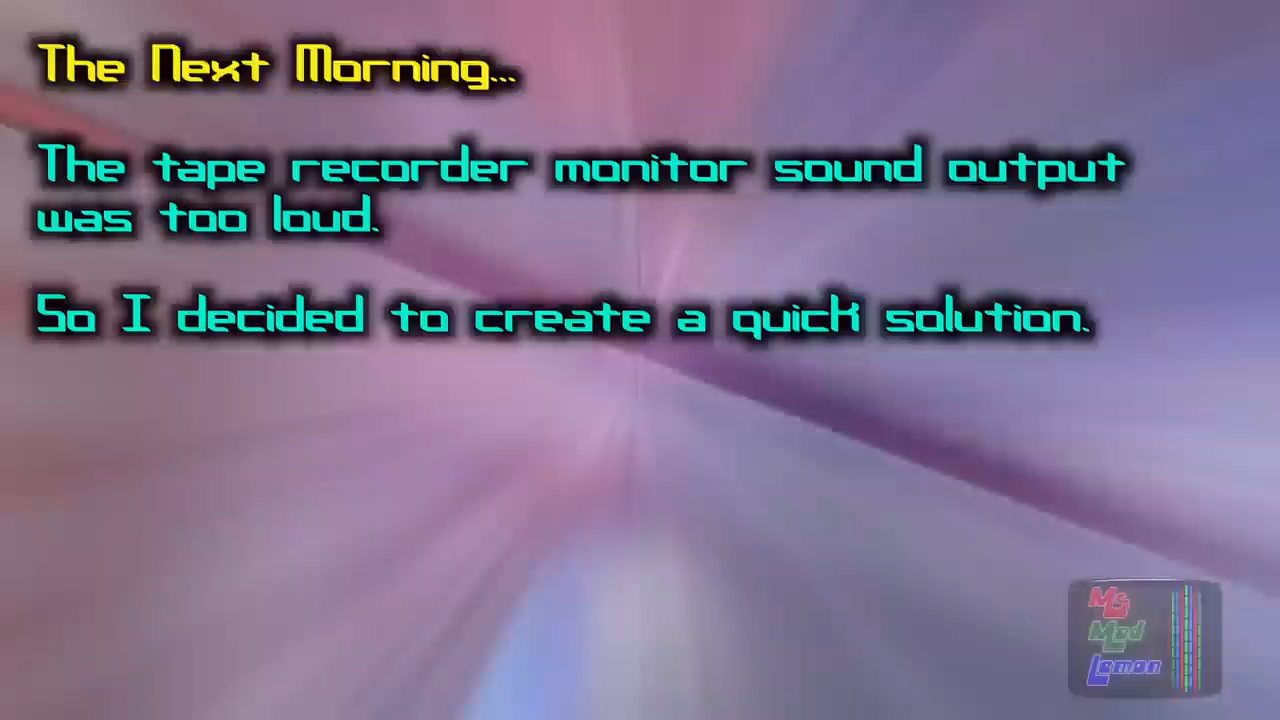 The Next Morning...
The tape recorder monitor sound output
was too loud.
So I decided to create a quick solution.
Mod
Lemon